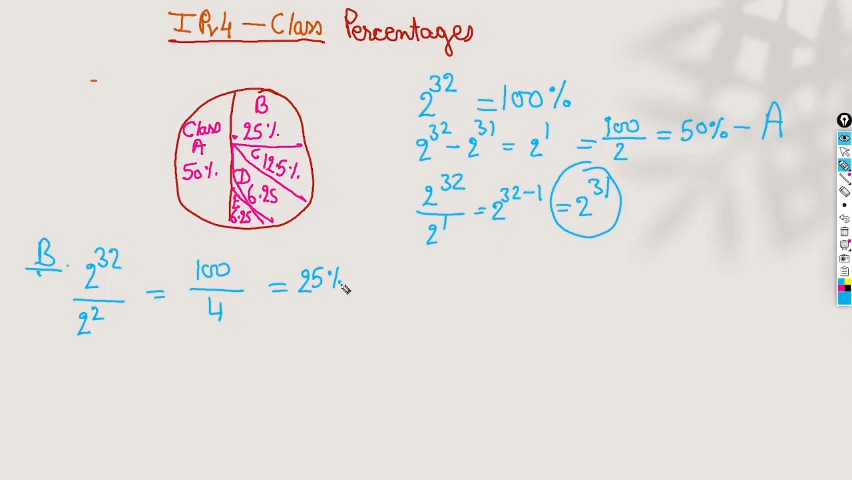 IPv4 - Class Percentages
B
25%
Class
A
50%
C 12.5%
D
6.25
E
6.25
2^32 = 100%
2^32 - 2^31 = 2^1 = 100/2 = 50% - A
2^32/2^1 = 2^32-1 = 2^31
B. 2^32/2^2 = 100/4 = 25%